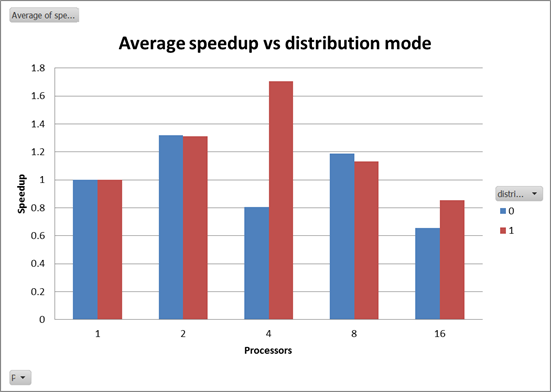 Average of spe...
Average speedup vs distribution mode
1.8
1.6
1.4
1.2
1
0.8
0.6
0.4
0.2
0
Speedup
1 2 4 8 16
Processors
distri...
0
1